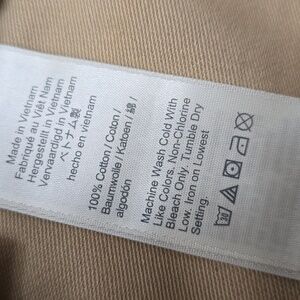 Made in Vietnam
Fabriqué au Viêt Nam
Hergestellt in Vietnam
Vervaardigd in Vietnam
ベトナム製
hecho en vietnam
100% Cotton / Coton /
Baumwolle / Katoen / 綿 /
algodón
Machine Wash Cold With
Like Colors. Non-Chlorine
Bleach Only. Tumble Dry
Low. Iron on Lowest
Setting.